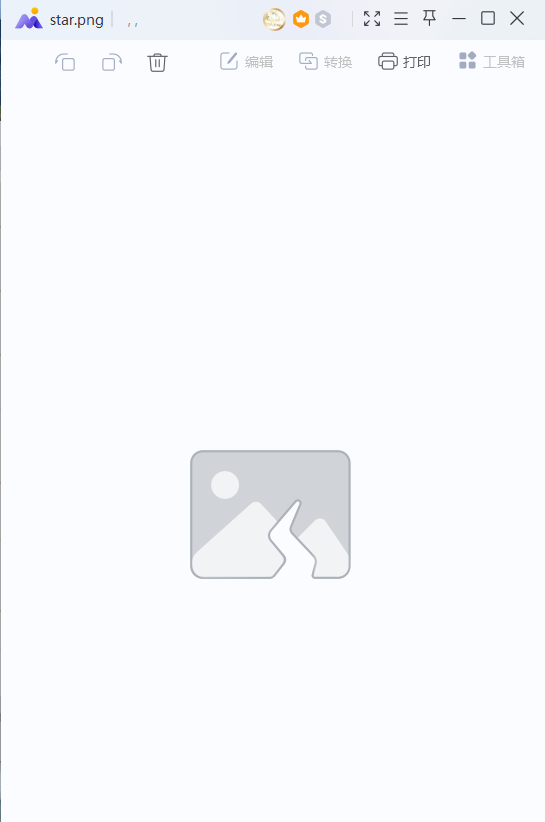 star.png , ,
编辑 转换 打印 工具箱